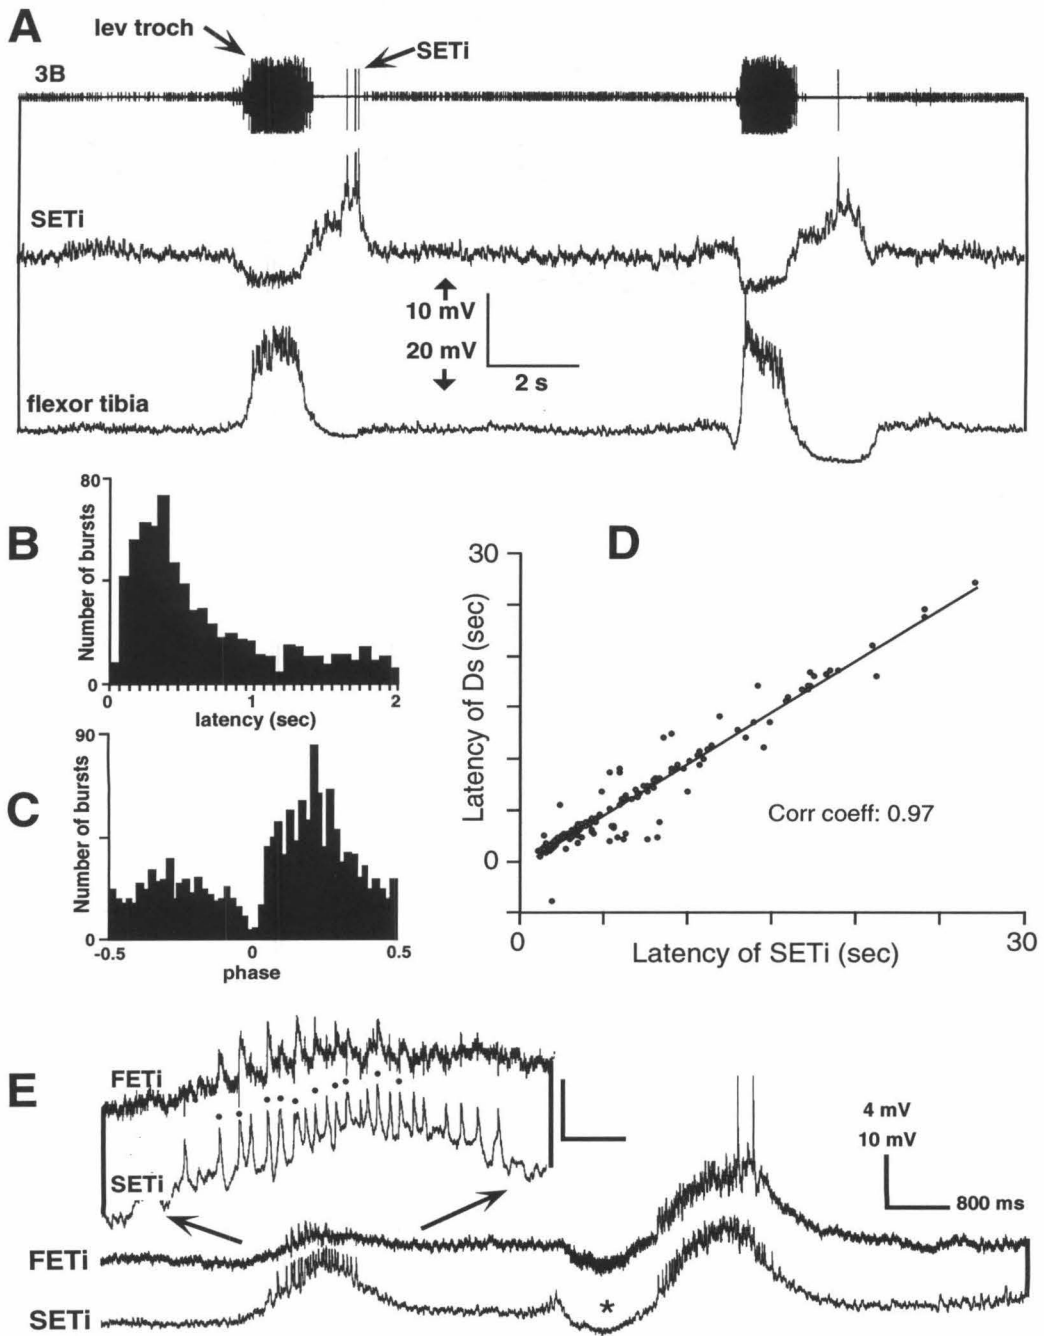 A
lev troch
SETi
3B
SETi
10 mV
20 mV
2 s
flexor tibia
B
80
Number of bursts
0
0
1
2
latency (sec)
C
90
Number of bursts
0
-0.5
0
0.5
phase
D
30
Latency of Ds (sec)
0
Corr coeff: 0.97
0
30
Latency of SETi (sec)
E
FETi
SETi
4 mV
10 mV
800 ms
FETi
SETi
*